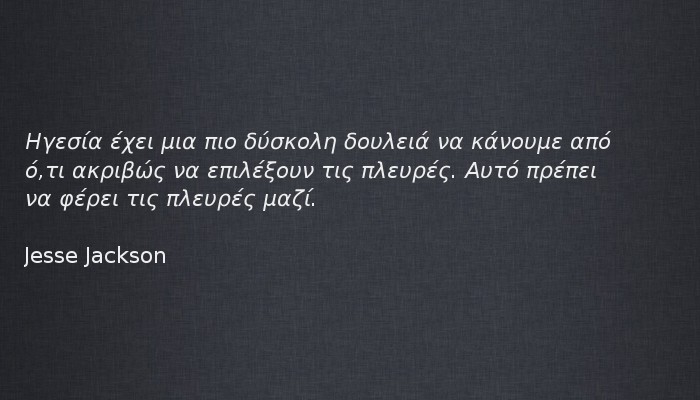 Ηγεσία έχει μια πιο δύσκολη δουλειά να κάνουμε από
ό,τι ακριβώς να επιλέξουν τις πλευρές. Αυτό πρέπει
να φέρει τις πλευρές μαζί.
Jesse Jackson